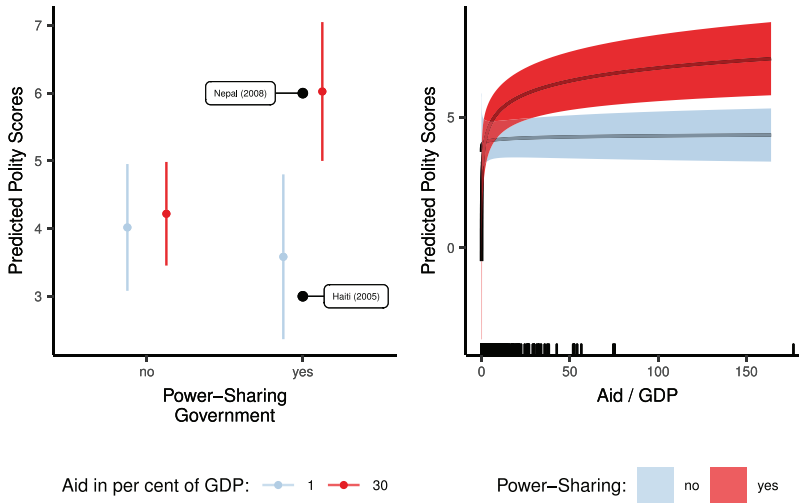 Predicted Polity Scores
7
6
5
4
3
Nepal (2008)
Haiti (2005)
no
yes
Power–Sharing
Government
Aid in per cent of GDP:
1
30
Predicted Polity Scores
5
0
0
50
100
150
Aid / GDP
Power–Sharing:
no
yes